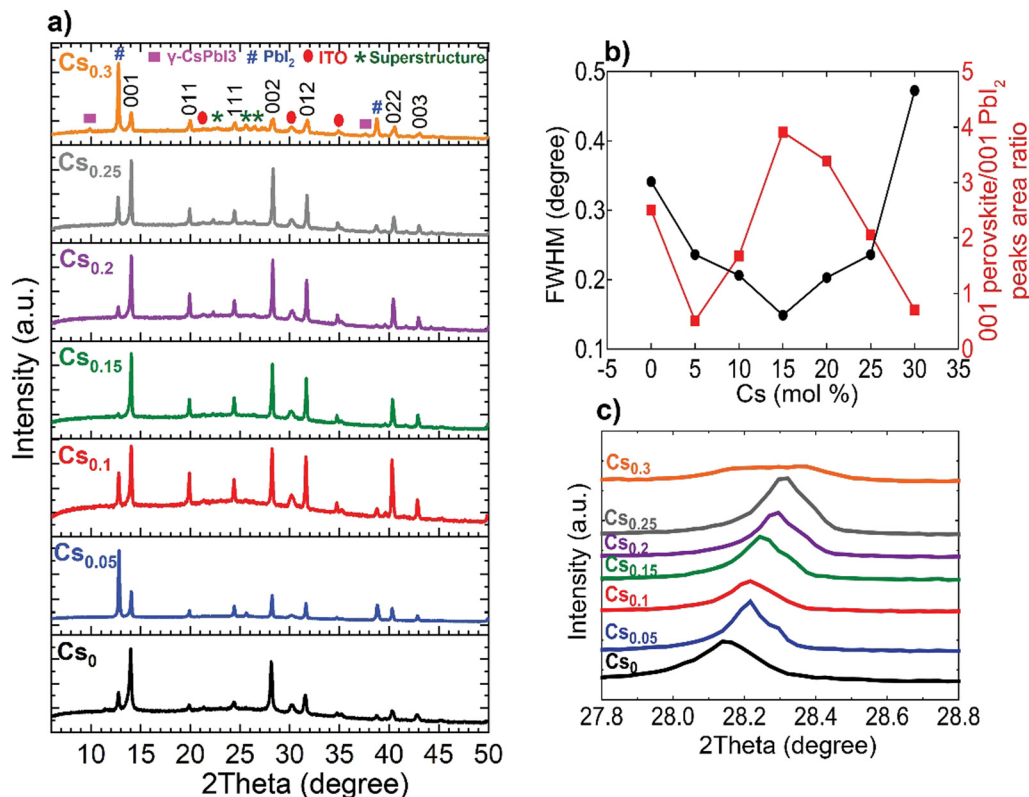 a)
γ-CsPbI3 # PbI₂ ITO * Superstructure
#
Cs₀.₃
001
011
111
002
012
#
022
003
* * *
Cs₀.₂₅
Cs₀.₂
Cs₀.₁₅
Cs₀.₁
Cs₀.₀₅
Cs₀
Intensity (a.u.)
10 15 20 25 30 35 40 45 50
2Theta (degree)
b)
0.5
0.4
0.3
0.2
0.1
FWHM (degree)
5
4
3
2
1
0
001 perovskite/001 PbI₂
peaks area ratio
-5 0 5 10 15 20 25 30 35
Cs (mol %)
c)
Cs₀.₃
Cs₀.₂₅
Cs₀.₂
Cs₀.₁₅
Cs₀.₁
Cs₀.₀₅
Cs₀
Intensity (a.u.)
27.8 28.0 28.2 28.4 28.6 28.8
2Theta (degree)